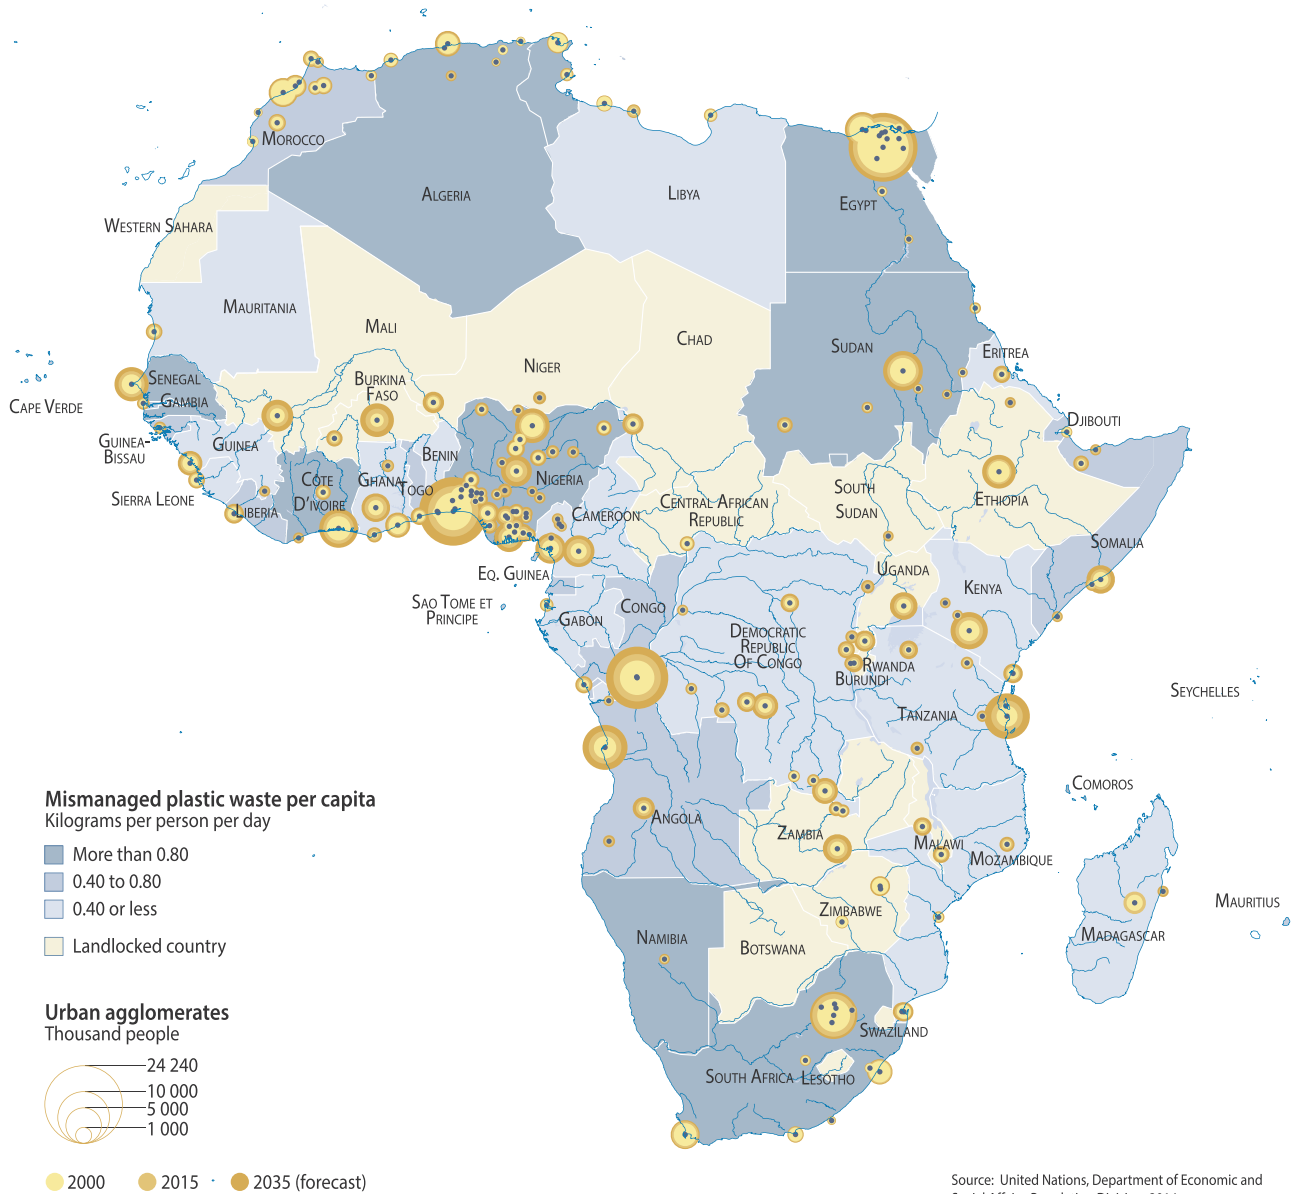 MOROCCO
ALGERIA
LIBYA
EGYPT
WESTERN SAHARA
MAURITANIA
MALI
NIGER
CHAD
SUDAN
ERITREA
CAPE VERDE
SENEGAL
GAMBIA
BURKINA
FASO
DJIBOUTI
GUINEA-
BISSAU
GUINEA
BENIN
SIERRA LEONE
LIBERIA
CÔTE
D'IVOIRE
GHANA
TOGO
NIGERIA
CAMEROON
CENTRAL AFRICAN
REPUBLIC
SOUTH
SUDAN
ETHIOPIA
SOMALIA
EQ. GUINEA
SAO TOME ET
PRINCIPE
GABON
CONGO
UGANDA
KENYA
DEMOCRATIC
REPUBLIC
OF CONGO
RWANDA
BURUNDI
TANZANIA
SEYCHELLES
COMOROS
ANGOLA
ZAMBIA
MALAWI
MOZAMBIQUE
MAURITIUS
ZIMBABWE
MADAGASCAR
NAMIBIA
BOTSWANA
SWAZILAND
SOUTH AFRICA
LESOTHO
Mismanaged plastic waste per capita
Kilograms per person per day
More than 0.80
0.40 to 0.80
0.40 or less
Landlocked country
Urban agglomerates
Thousand people
24 240
10 000
5 000
1 000
2000 2015 2035 (forecast)
Source: United Nations, Department of Economic and